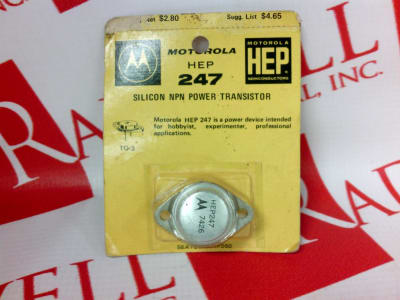 $2.80
Sugg. List $4.65
MOTOROLA
HEP
247
MOTOROLA
HEP
SEMICONDUCTORS
SILICON NPN POWER TRANSISTOR
Motorola HEP 247 is a power device intended
for hobbyist, experimenter, professional
applications.
TO-3
HEP247
7426
INC.